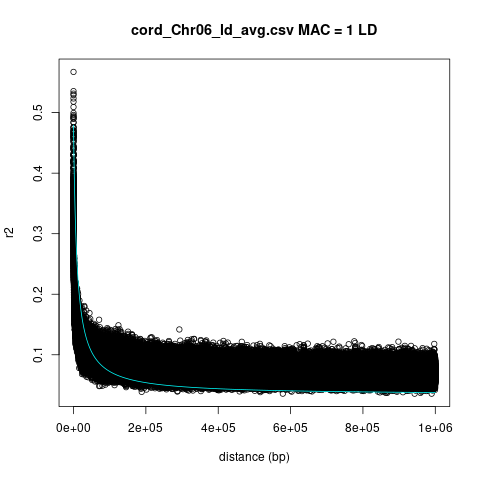 cord_Chr06_ld_avg.csv MAC = 1 LD
0.5
0.4
0.3
0.2
0.1
r2
0e+00 2e+05 4e+05 6e+05 8e+05 1e+06
distance (bp)